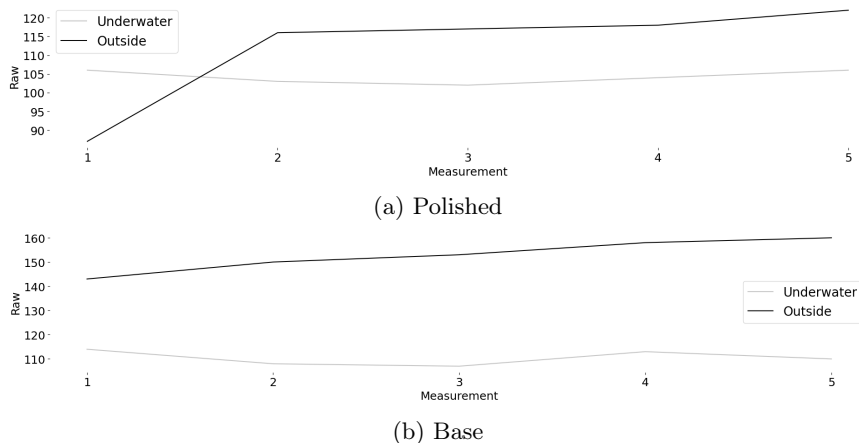 120
Underwater
115
Outside
110
105
Raw
100
95
90
1 2 3 4 5
Measurement
(a) Polished
160
150
140
Underwater
Raw
130
Outside
120
110
1 2 3 4 5
Measurement
(b) Base